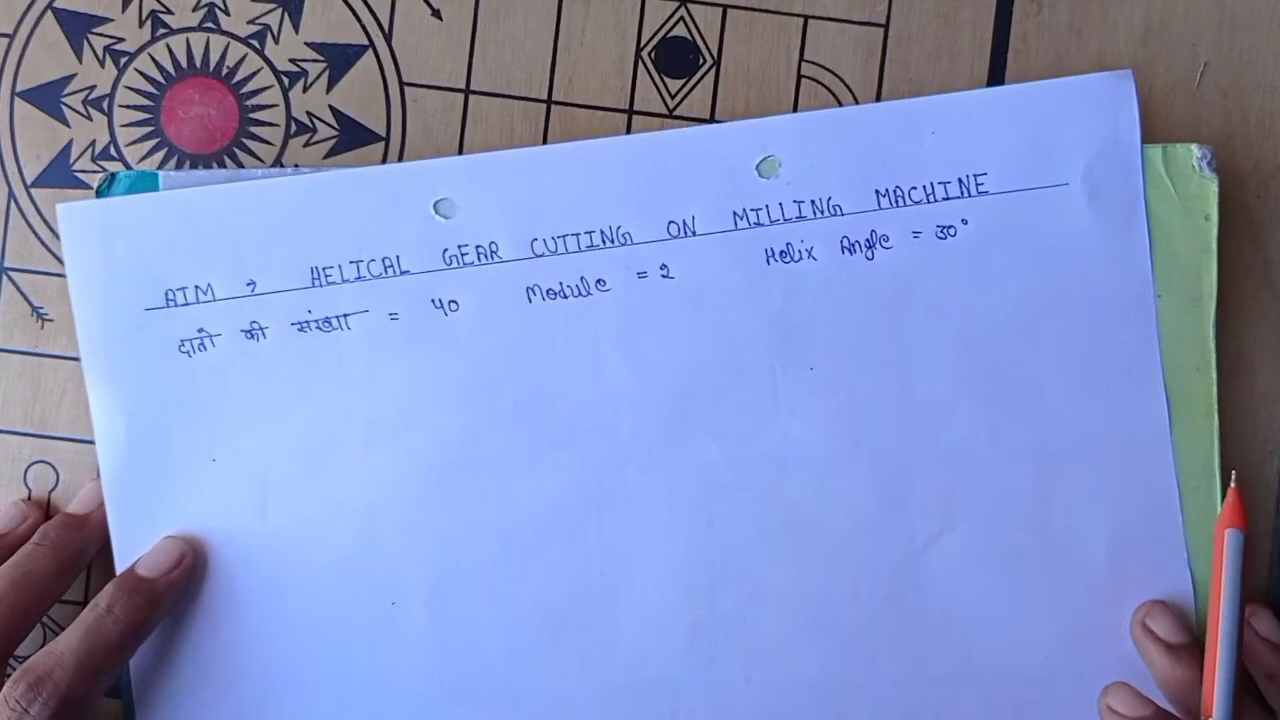 AIM → HELICAL GEAR CUTTING ON MILLING MACHINE
दातो की संख्या = 40 Module = 2 Helix Angle = 30°